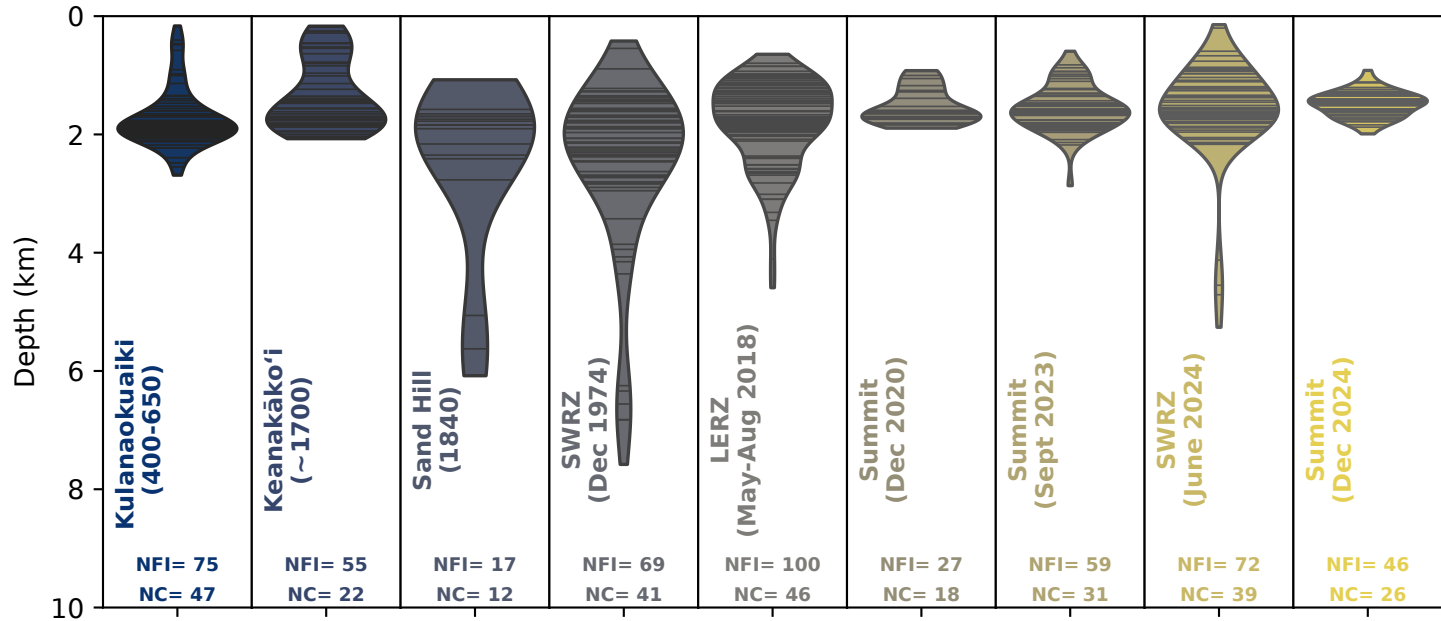 0
2
4
6
8
10
Depth (km)
Kulanaokuaiki
(400-650)
NFI= 75
NC= 47
Keanakākoʻi
(~1700)
NFI= 55
NC= 22
Sand Hill
(1840)
NFI= 17
NC= 12
SWRZ
(Dec 1974)
NFI= 69
NC= 41
LERZ
(May-Aug 2018)
NFI= 100
NC= 46
Summit
(Dec 2020)
NFI= 27
NC= 18
Summit
(Sept 2023)
NFI= 59
NC= 31
SWRZ
(June 2024)
NFI= 72
NC= 39
Summit
(Dec 2024)
NFI= 46
NC= 26